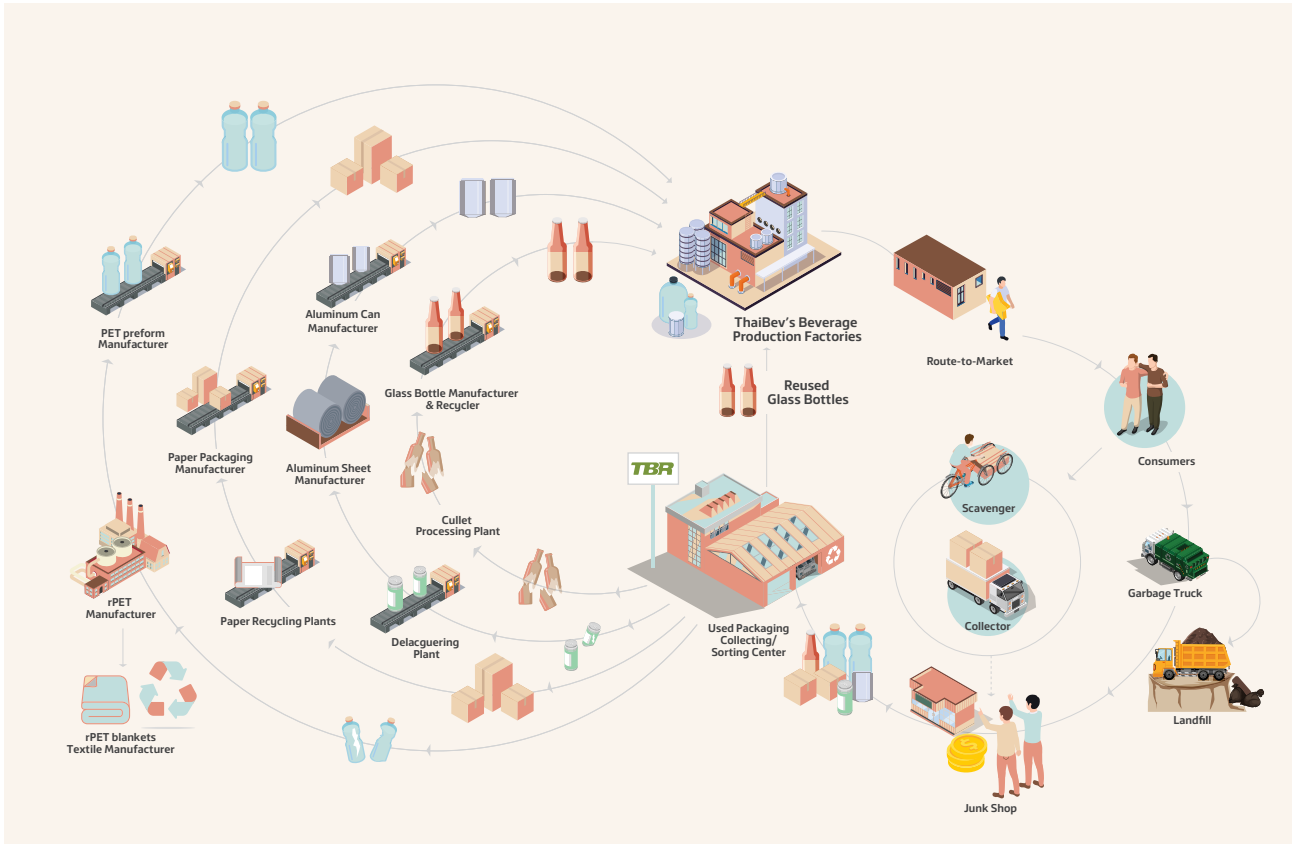 PET preform
Manufacturer
Aluminum Can
Manufacturer
ThaiBev's Beverage
Production Factories
Route-to-Market
Glass Bottle Manufacturer
& Recycler
Reused
Glass Bottles
Paper Packaging
Manufacturer
Aluminum Sheet
Manufacturer
Consumers
TBR
Scavenger
Cullet
Processing Plant
rPET
Manufacturer
Paper Recycling Plants
Delacguering
Plant
Used Packaging
Collecting/
Sorting Center
Collector
Garbage Truck
Landfill
rPET blankets
Textile Manufacturer
Junk Shop